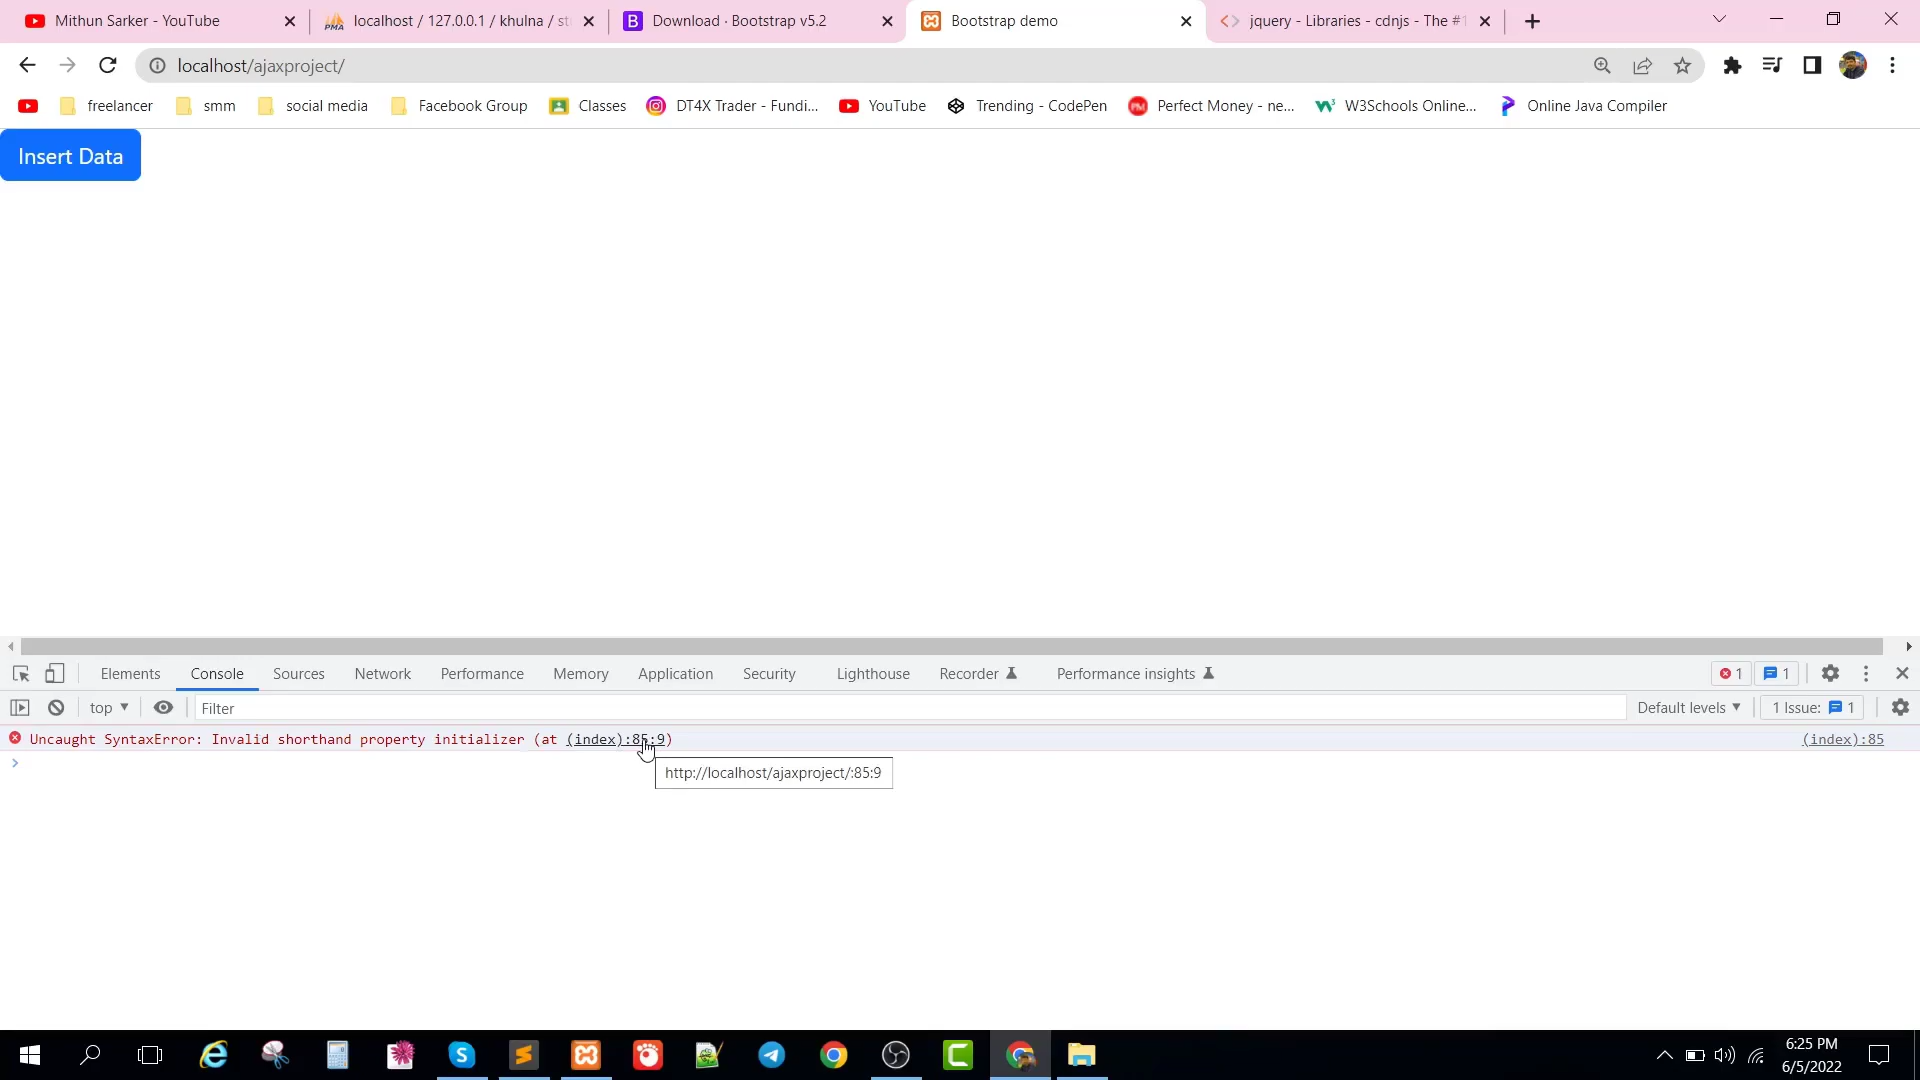 Mithun Sarker - YouTube
localhost / 127.0.0.1 / khulna / st
Download · Bootstrap v5.2
Bootstrap demo
jquery - Libraries - cdnjs - The #1
localhost/ajaxproject/
freelancer
smm
social media
Facebook Group
Classes
DT4X Trader - Fundi...
YouTube
Trending - CodePen
Perfect Money - ne...
W3Schools Online...
Online Java Compiler
Insert Data
Elements
Console
Sources
Network
Performance
Memory
Application
Security
Lighthouse
Recorder
Performance insights
1
1
top
Filter
Default levels
1 Issue: 1
Uncaught SyntaxError: Invalid shorthand property initializer (at (index):85:9)
(index):85
http://localhost/ajaxproject/:85:9
6:25 PM
6/5/2022